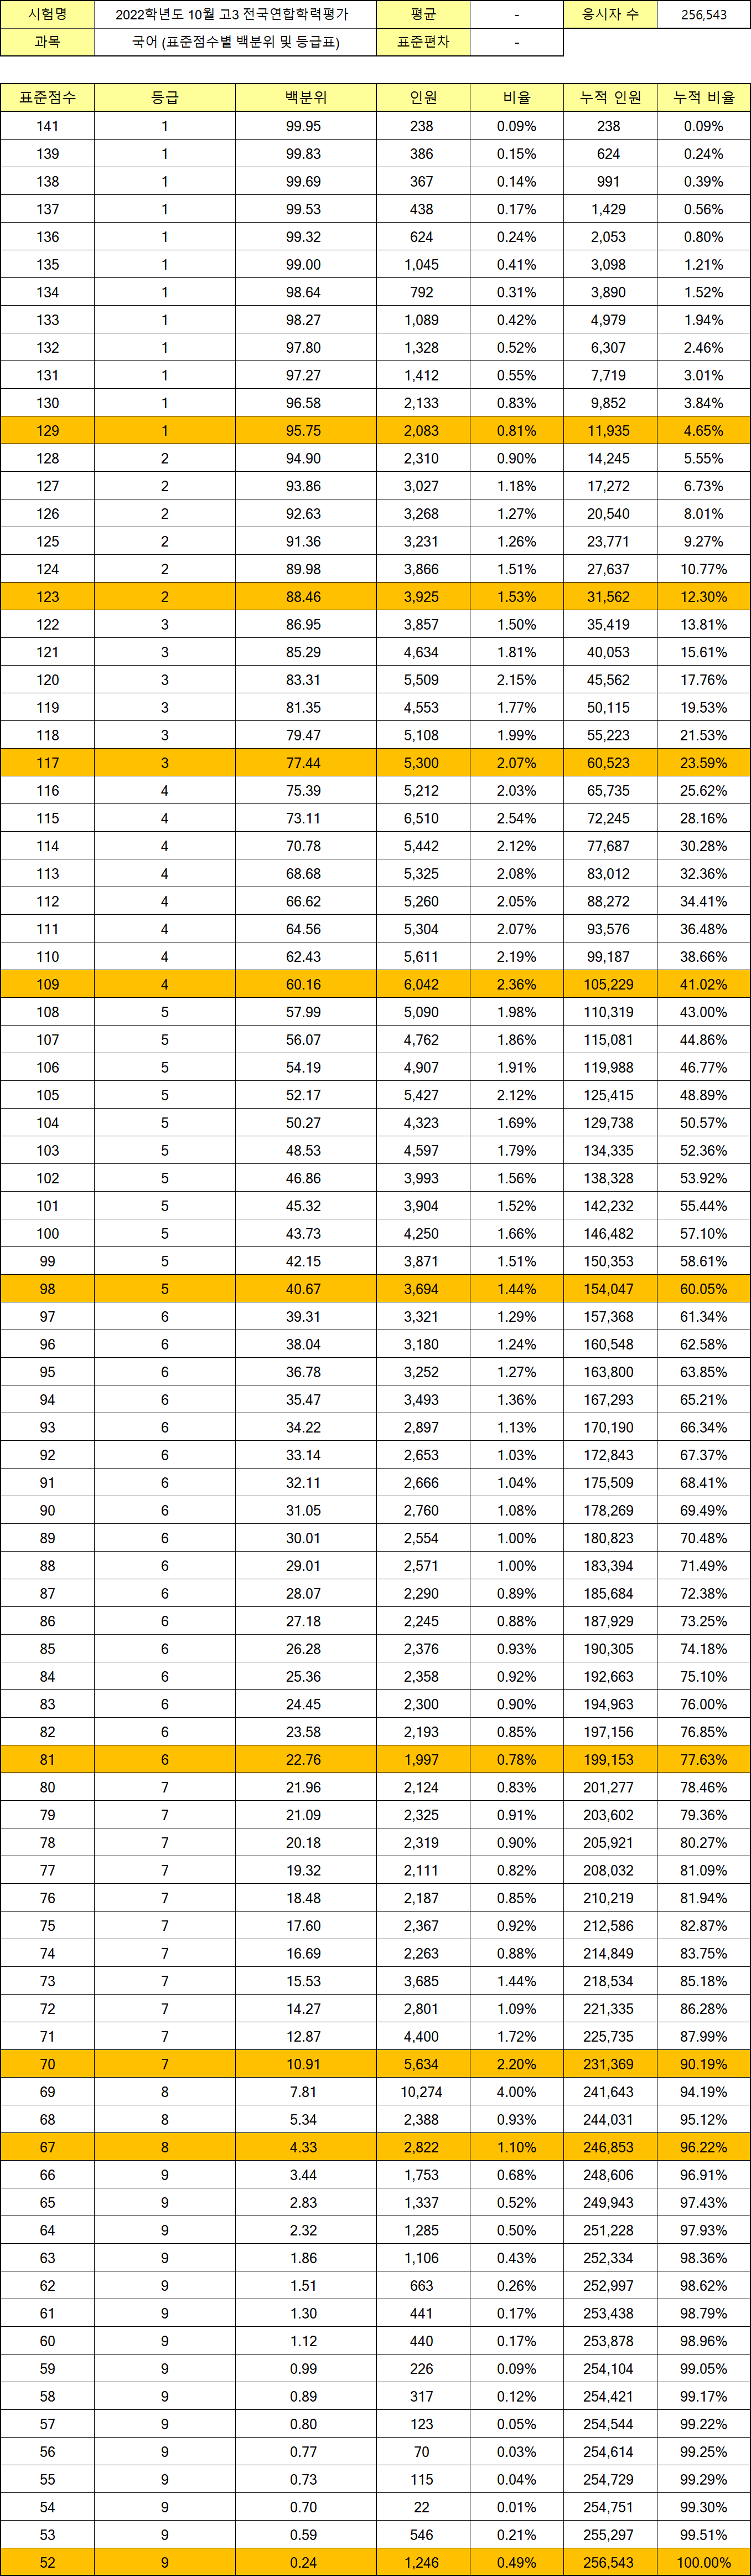 시험명 2022학년도 10월 고3 전국연합학력평가 평균 - 응시자 수 256,543
과목 국어 (표준점수별 백분위 및 등급표) 표준편차 -
표준점수 등급 백분위 인원 비율 누적 인원 누적 비율
141 1 99.95 238 0.09% 238 0.09%
139 1 99.83 386 0.15% 624 0.24%
138 1 99.69 367 0.14% 991 0.39%
137 1 99.53 438 0.17% 1,429 0.56%
136 1 99.32 624 0.24% 2,053 0.80%
135 1 99.00 1,045 0.41% 3,098 1.21%
134 1 98.64 792 0.31% 3,890 1.52%
133 1 98.27 1,089 0.42% 4,979 1.94%
132 1 97.80 1,328 0.52% 6,307 2.46%
131 1 97.27 1,412 0.55% 7,719 3.01%
130 1 96.58 2,133 0.83% 9,852 3.84%
129 1 95.75 2,083 0.81% 11,935 4.65%
128 2 94.90 2,310 0.90% 14,245 5.55%
127 2 93.86 3,027 1.18% 17,272 6.73%
126 2 92.63 3,268 1.27% 20,540 8.01%
125 2 91.36 3,231 1.26% 23,771 9.27%
124 2 89.98 3,866 1.51% 27,637 10.77%
123 2 88.46 3,925 1.53% 31,562 12.30%
122 3 86.95 3,857 1.50% 35,419 13.81%
121 3 85.29 4,634 1.81% 40,053 15.61%
120 3 83.31 5,509 2.15% 45,562 17.76%
119 3 81.35 4,553 1.77% 50,115 19.53%
118 3 79.47 5,108 1.99% 55,223 21.53%
117 3 77.44 5,300 2.07% 60,523 23.59%
116 4 75.39 5,212 2.03% 65,735 25.62%
115 4 73.11 6,510 2.54% 72,245 28.16%
114 4 70.78 5,442 2.12% 77,687 30.28%
113 4 68.68 5,325 2.08% 83,012 32.36%
112 4 66.62 5,260 2.05% 88,272 34.41%
111 4 64.56 5,304 2.07% 93,576 36.48%
110 4 62.43 5,611 2.19% 99,187 38.66%
109 4 60.16 6,042 2.36% 105,229 41.02%
108 5 57.99 5,090 1.98% 110,319 43.00%
107 5 56.07 4,762 1.86% 115,081 44.86%
106 5 54.19 4,907 1.91% 119,988 46.77%
105 5 52.17 5,427 2.12% 125,415 48.89%
104 5 50.27 4,323 1.69% 129,738 50.57%
103 5 48.53 4,597 1.79% 134,335 52.36%
102 5 46.86 3,993 1.56% 138,328 53.92%
101 5 45.32 3,904 1.52% 142,232 55.44%
100 5 43.73 4,250 1.66% 146,482 57.10%
99 5 42.15 3,871 1.51% 150,353 58.61%
98 5 40.67 3,694 1.44% 154,047 60.05%
97 6 39.31 3,321 1.29% 157,368 61.34%
96 6 38.04 3,180 1.24% 160,548 62.58%
95 6 36.78 3,252 1.27% 163,800 63.85%
94 6 35.47 3,493 1.36% 167,293 65.21%
93 6 34.22 2,897 1.13% 170,190 66.34%
92 6 33.14 2,653 1.03% 172,843 67.37%
91 6 32.11 2,666 1.04% 175,509 68.41%
90 6 31.05 2,760 1.08% 178,269 69.49%
89 6 30.01 2,554 1.00% 180,823 70.48%
88 6 29.01 2,571 1.00% 183,394 71.49%
87 6 28.07 2,290 0.89% 185,684 72.38%
86 6 27.18 2,245 0.88% 187,929 73.25%
85 6 26.28 2,376 0.93% 190,305 74.18%
84 6 25.36 2,358 0.92% 192,663 75.10%
83 6 24.45 2,300 0.90% 194,963 76.00%
82 6 23.58 2,193 0.85% 197,156 76.85%
81 6 22.76 1,997 0.78% 199,153 77.63%
80 7 21.96 2,124 0.83% 201,277 78.46%
79 7 21.09 2,325 0.91% 203,602 79.36%
78 7 20.18 2,319 0.90% 205,921 80.27%
77 7 19.32 2,111 0.82% 208,032 81.09%
76 7 18.48 2,187 0.85% 210,219 81.94%
75 7 17.60 2,367 0.92% 212,586 82.87%
74 7 16.69 2,263 0.88% 214,849 83.75%
73 7 15.53 3,685 1.44% 218,534 85.18%
72 7 14.27 2,801 1.09% 221,335 86.28%
71 7 12.87 4,400 1.72% 225,735 87.99%
70 7 10.91 5,634 2.20% 231,369 90.19%
69 8 7.81 10,274 4.00% 241,643 94.19%
68 8 5.34 2,388 0.93% 244,031 95.12%
67 8 4.33 2,822 1.10% 246,853 96.22%
66 9 3.44 1,753 0.68% 248,606 96.91%
65 9 2.83 1,337 0.52% 249,943 97.43%
64 9 2.32 1,285 0.50% 251,228 97.93%
63 9 1.86 1,106 0.43% 252,334 98.36%
62 9 1.51 663 0.26% 252,997 98.62%
61 9 1.30 441 0.17% 253,438 98.79%
60 9 1.12 440 0.17% 253,878 98.96%
59 9 0.99 226 0.09% 254,104 99.05%
58 9 0.89 317 0.12% 254,421 99.17%
57 9 0.80 123 0.05% 254,544 99.22%
56 9 0.77 70 0.03% 254,614 99.25%
55 9 0.73 115 0.04% 254,729 99.29%
54 9 0.70 22 0.01% 254,751 99.30%
53 9 0.59 546 0.21% 255,297 99.51%
52 9 0.24 1,246 0.49% 256,543 100.00%